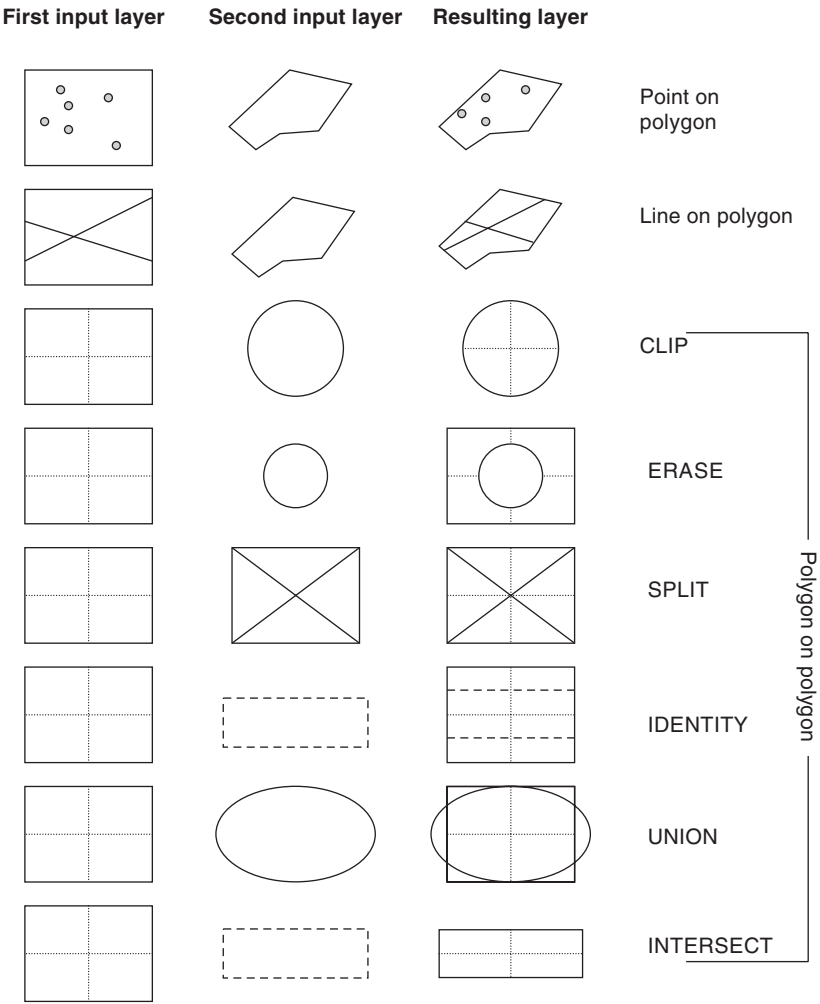 First input layer
Second input layer
Resulting layer
Point on
polygon
Line on polygon
CLIP
ERASE
SPLIT
IDENTITY
UNION
INTERSECT
Polygon on polygon